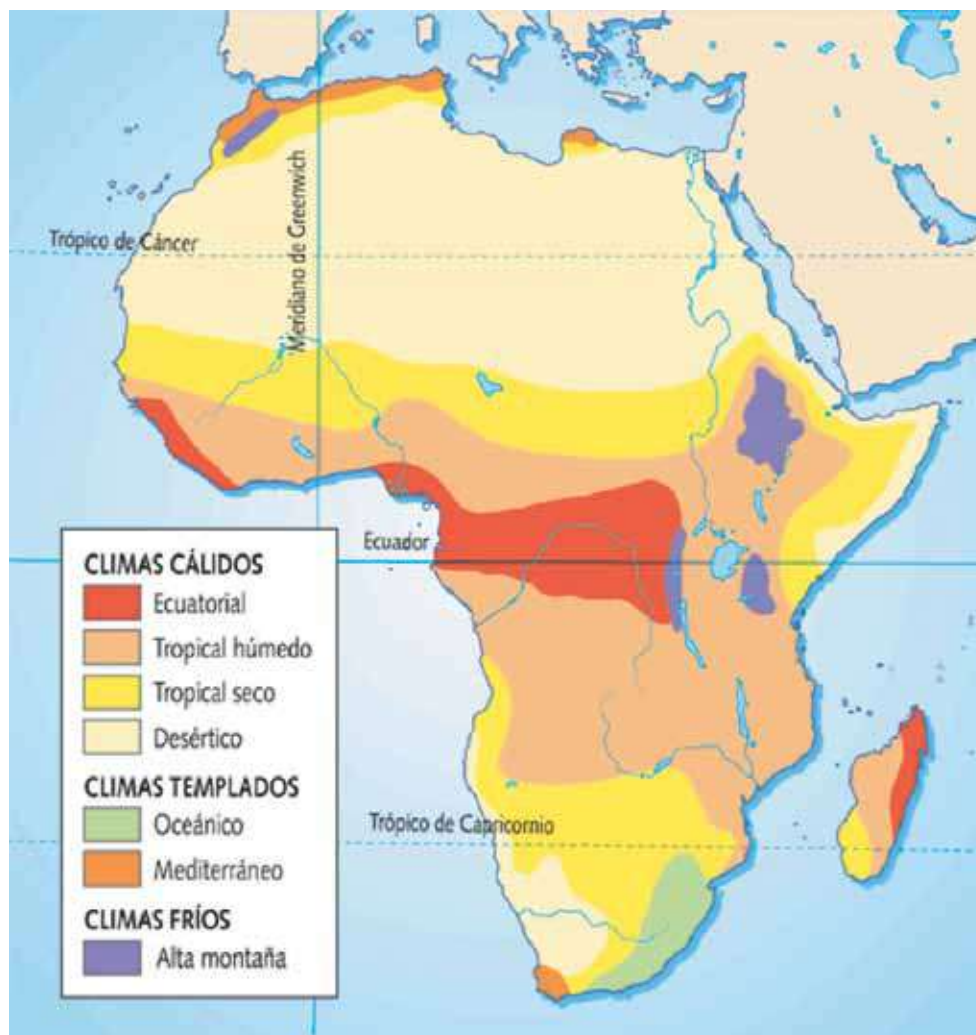 Meridiano de Greenwich
Trópico de Cáncer
Ecuador
Trópico de Capricornio
CLIMAS CÁLIDOS
Ecuatorial
Tropical húmedo
Tropical seco
Desértico
CLIMAS TEMPLADOS
Oceánico
Mediterráneo
CLIMAS FRÍOS
Alta montaña